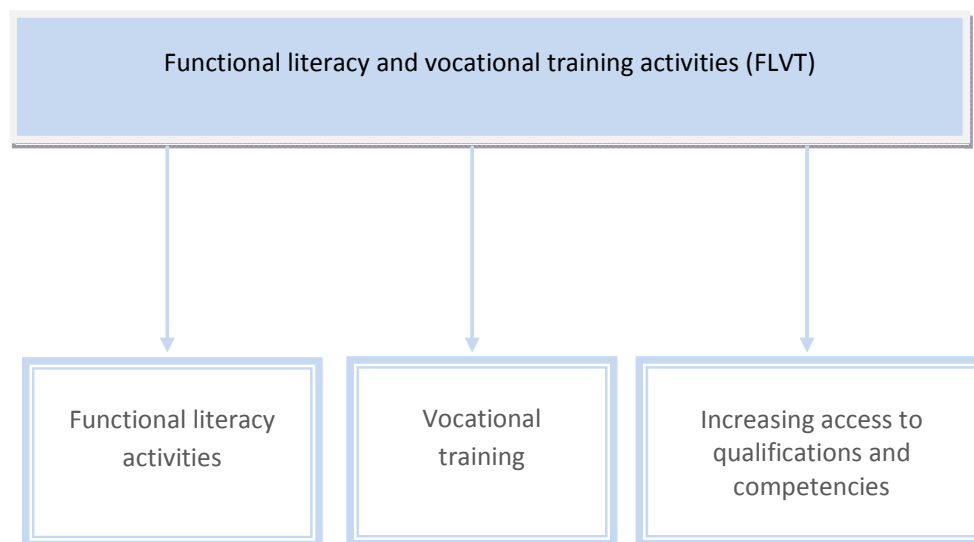 Functional literacy and vocational training activities (FLVT)
Functional literacy
activities
Vocational
training
Increasing access to
qualifications and
competencies